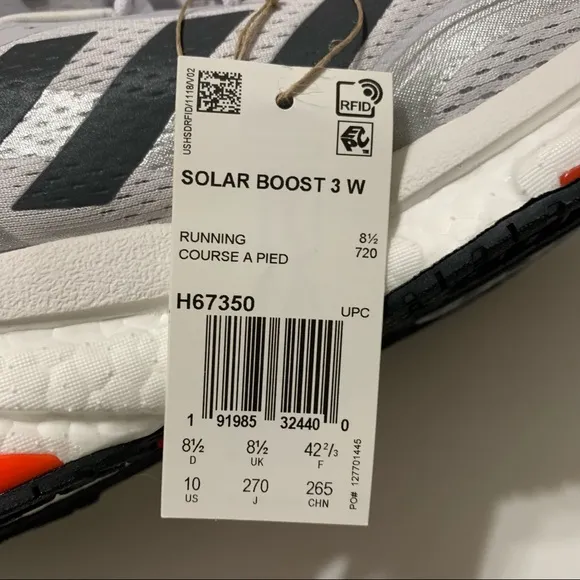 USHSDRFID/1118/V02
RFID
EPC
SOLAR BOOST 3 W
RUNNING 8½
COURSE A PIED 720
H67350 UPC
1 91985 32440 0
8½ 8½ 42⅔
D UK F
10 270 265
US J CHN
PO# 127701445